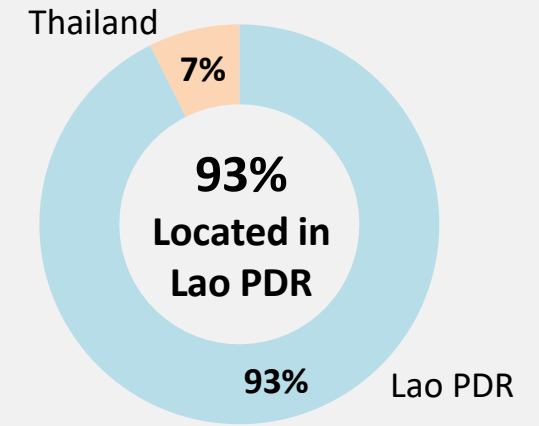 Thailand
7%
93%
Located in
Lao PDR
93%
Lao PDR